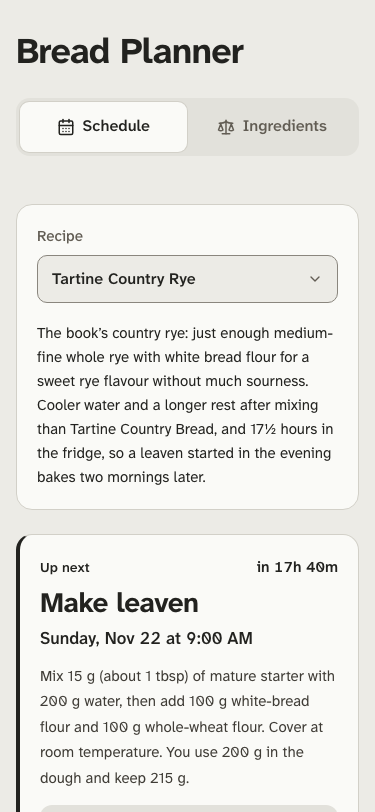 Bread Planner
Schedule
Ingredients
Recipe
Tartine Country Rye
The book’s country rye: just enough medium-
fine whole rye with white bread flour for a
sweet rye flavour without much sourness.
Cooler water and a longer rest after mixing
than Tartine Country Bread, and 17½ hours in
the fridge, so a leaven started in the evening
bakes two mornings later.
Up next
in 17h 40m
Make leaven
Sunday, Nov 22 at 9:00 AM
Mix 15 g (about 1 tbsp) of mature starter with
200 g water, then add 100 g white-bread
flour and 100 g whole-wheat flour. Cover at
room temperature. You use 200 g in the
dough and keep 215 g.